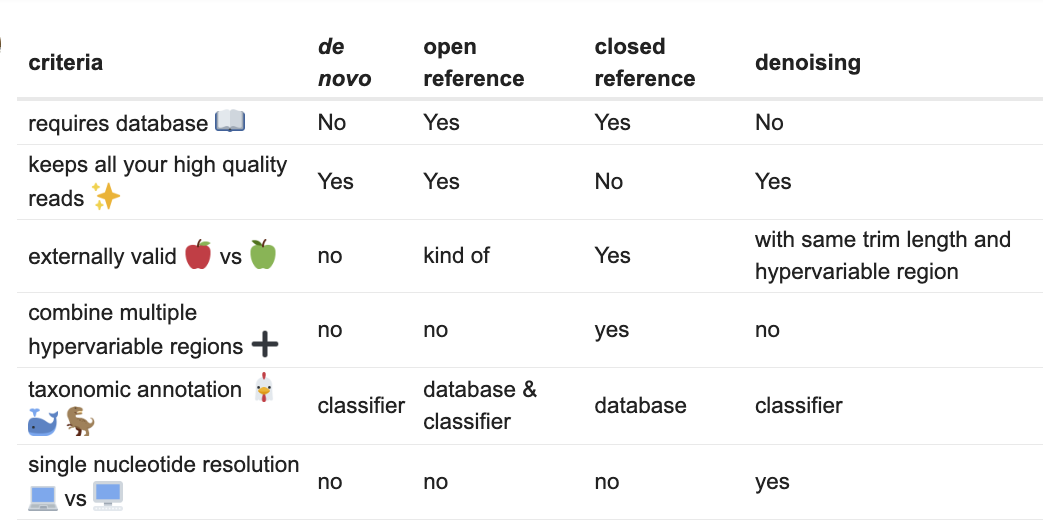 criteria de novo open reference closed reference denoising
requires database 📖 No Yes Yes No
keeps all your high quality reads ✨ Yes Yes No Yes
externally valid 🍎 vs 🍏 no kind of Yes with same trim length and hypervariable region
combine multiple hypervariable regions ➕ no no yes no
taxonomic annotation 🐔 🐳 🦖 classifier database & classifier database classifier
single nucleotide resolution 💻 vs 🖥 no no no yes